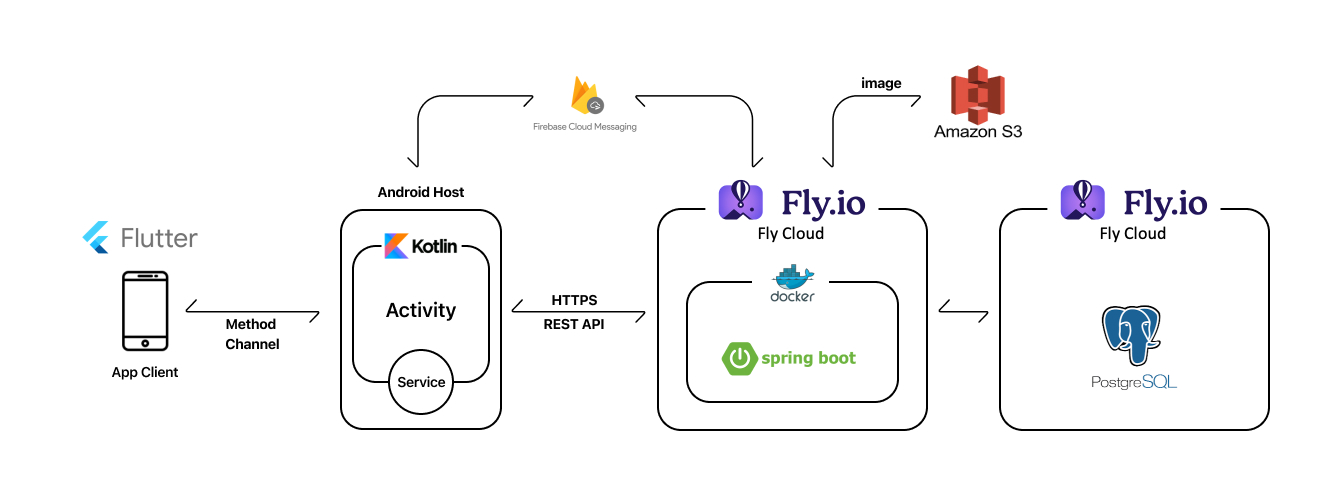 image
Amazon S3
Firebase Cloud Messaging
Android Host
Fly.io
Fly Cloud
Fly.io
Fly Cloud
Flutter
Kotlin
Activity
Service
docker
spring boot
HTTPS
REST API
Method
Channel
App Client
PostgreSQL